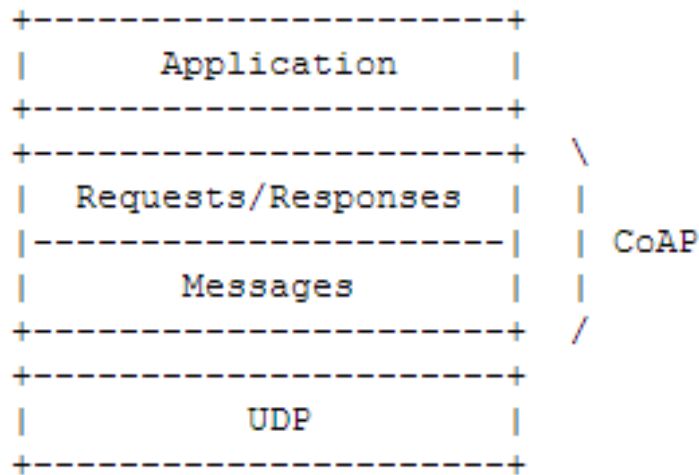 +----------------------+
|      Application     |
+----------------------+
+----------------------+  \
|  Requests/Responses  |  |
|----------------------|  | CoAP
|       Messages       |  |
+----------------------+  /
+----------------------+
|          UDP         |
+----------------------+